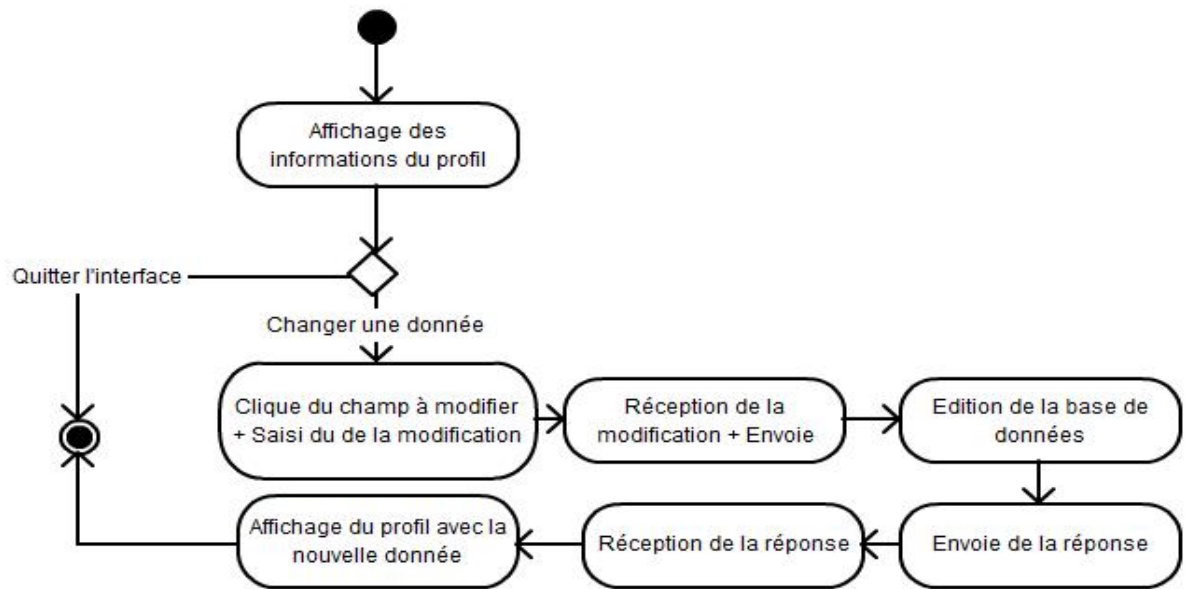 Affichage des
informations du profil
Quitter l'interface
Changer une donnée
Clique du champ à modifier
+ Saisi du de la modification
Réception de la
modification + Envoie
Edition de la base de
données
Affichage du profil avec la
nouvelle donnée
Réception de la réponse
Envoie de la réponse